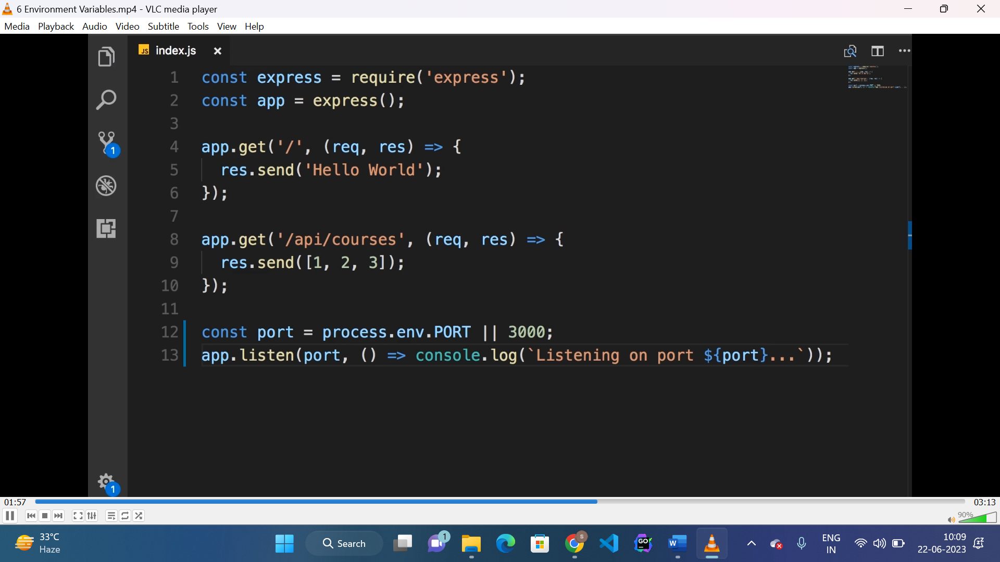 6 Environment Variables.mp4 - VLC media player
Media Playback Audio Video Subtitle Tools View Help
JS index.js
1 const express = require('express');
2 const app = express();
3
4 app.get('/', (req, res) => {
5 res.send('Hello World');
6 });
7
8 app.get('/api/courses', (req, res) => {
9 res.send([1, 2, 3]);
10 });
11
12 const port = process.env.PORT || 3000;
13 app.listen(port, () => console.log(`Listening on port ${port}...`));
1
1
01:57 03:13
90%
33°C
Haze
Search
1
S
GO
W
ENG
IN
10:09
22-06-2023